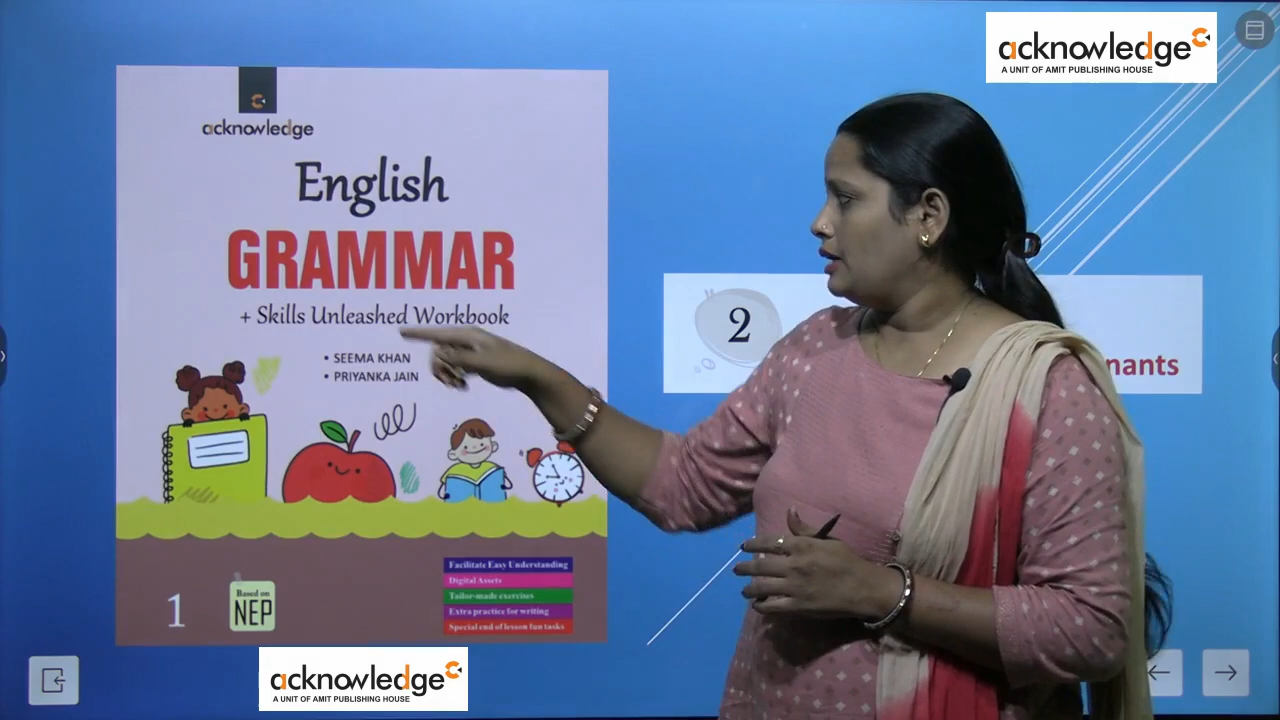 acknowledge
A UNIT OF AMIT PUBLISHING HOUSE
acknowledge
English
GRAMMAR
+ Skills Unleashed Workbook
• SEEMA KHAN
• PRIYANKA JAIN
2
nants
Facilitate Easy Understanding
Digital Assets
Tailor-made exercises
Extra practice for writing
Special end of lesson fun tasks
1
Based on
NEP
acknowledge
A UNIT OF AMIT PUBLISHING HOUSE